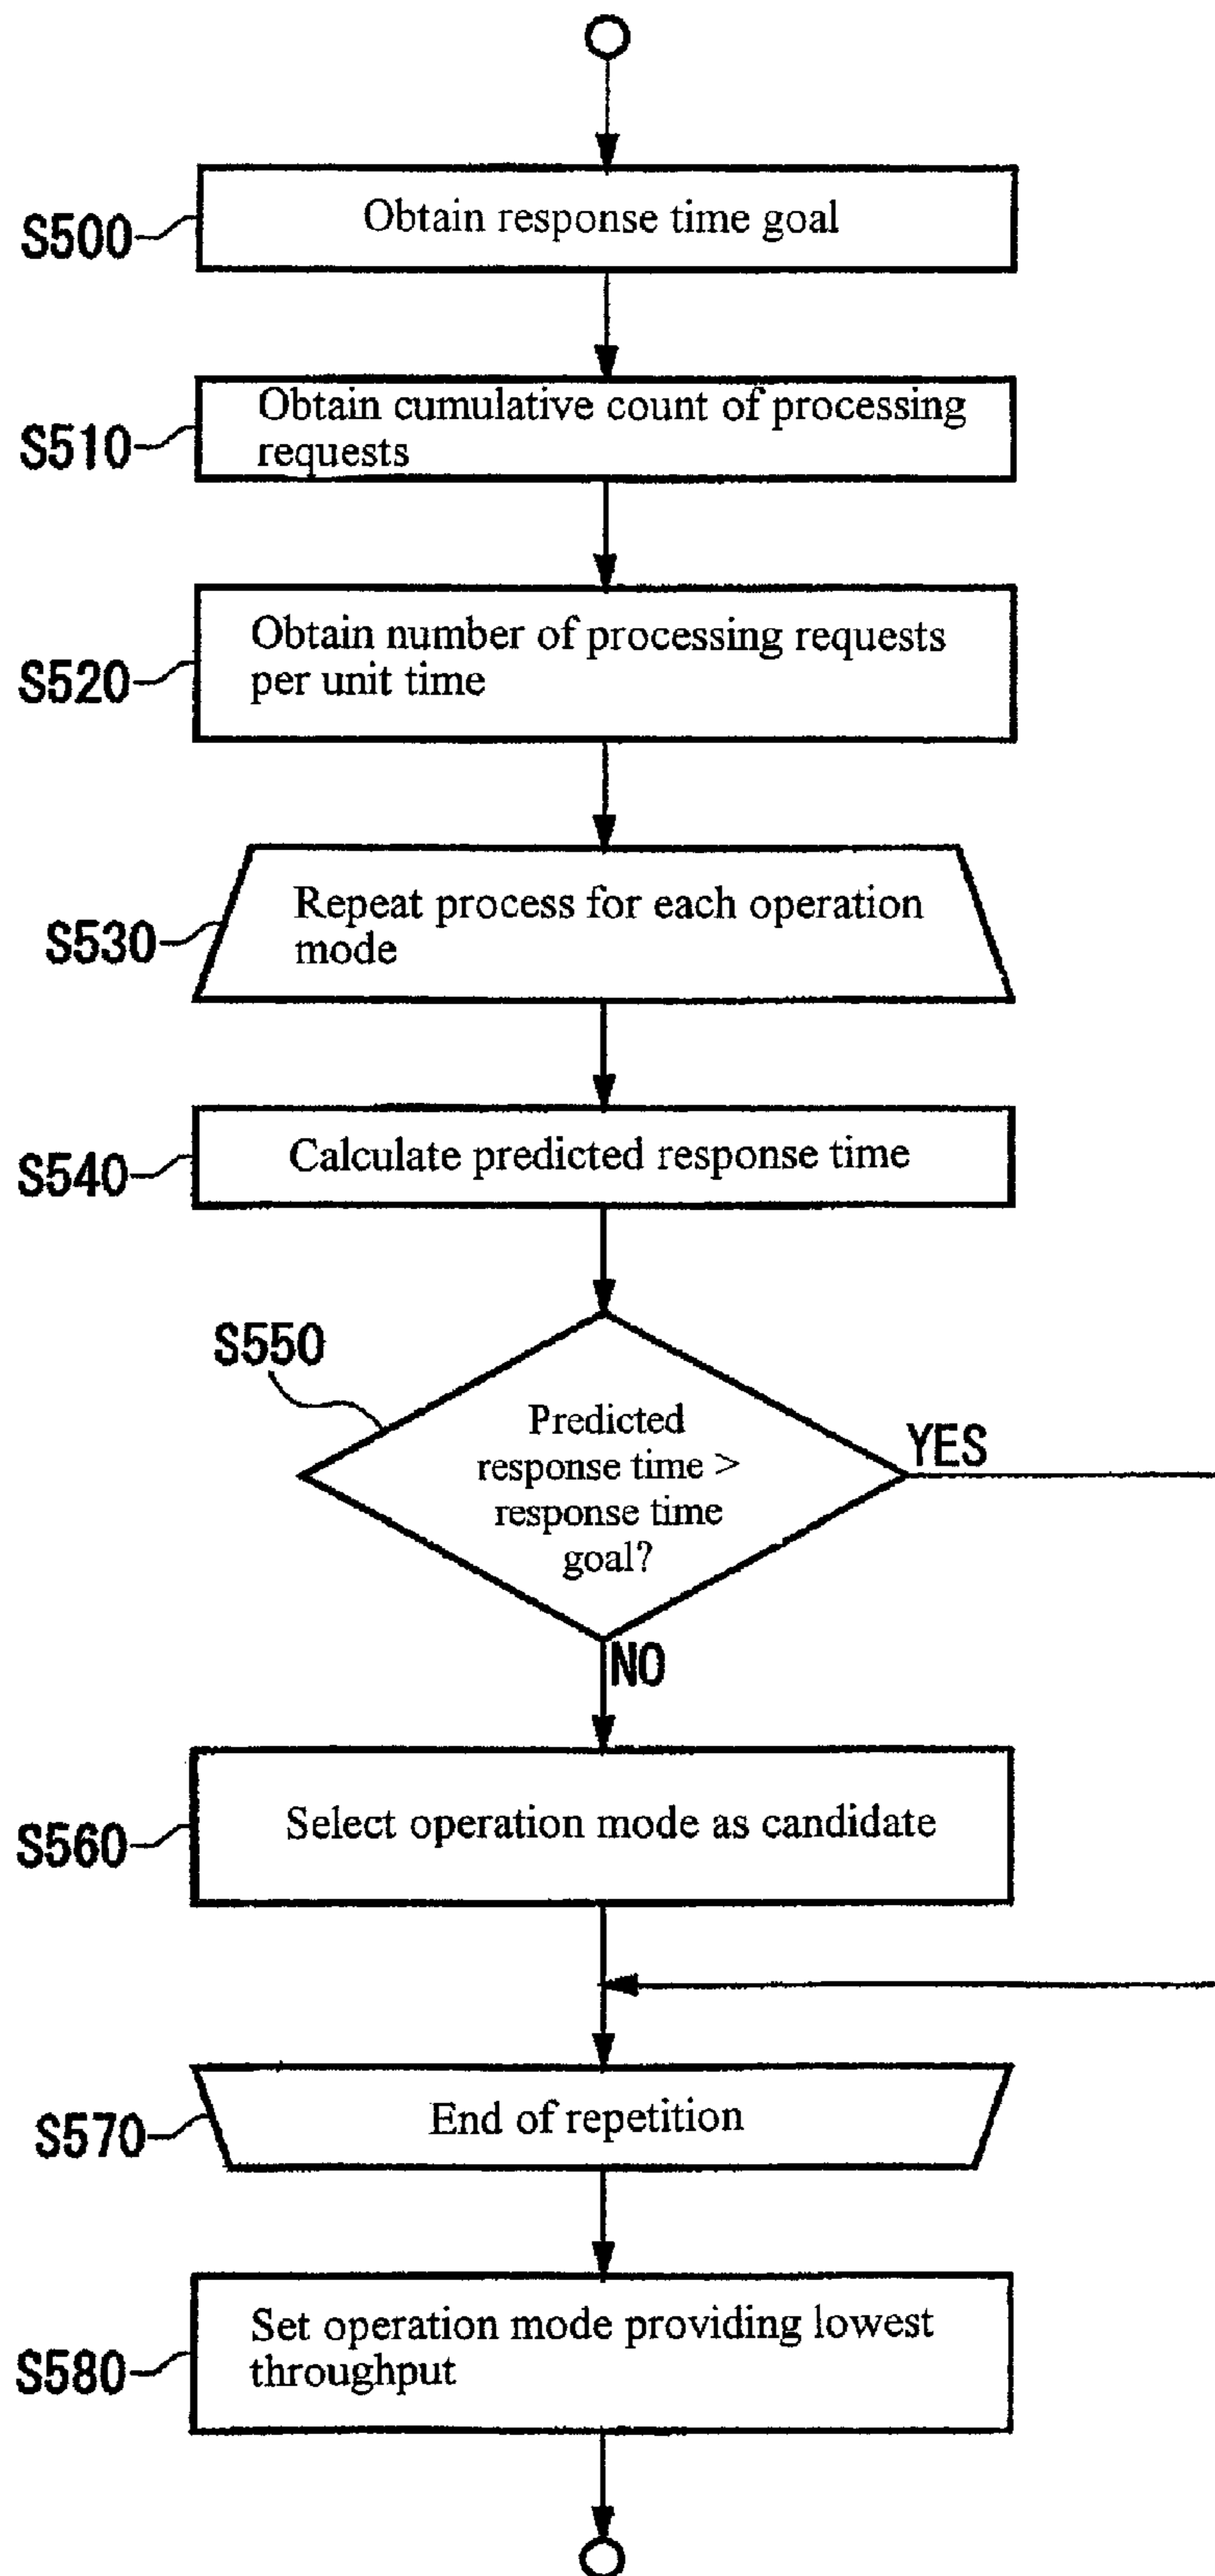 S500
Obtain response time goal
S510
Obtain cumulative count of processing
requests
S520
Obtain number of processing requests
per unit time
S530
Repeat process for each operation
mode
S540
Calculate predicted response time
S550
Predicted
response time >
response time
goal?
YES
NO
S560
Select operation mode as candidate
S570
End of repetition
S580
Set operation mode providing lowest
throughput